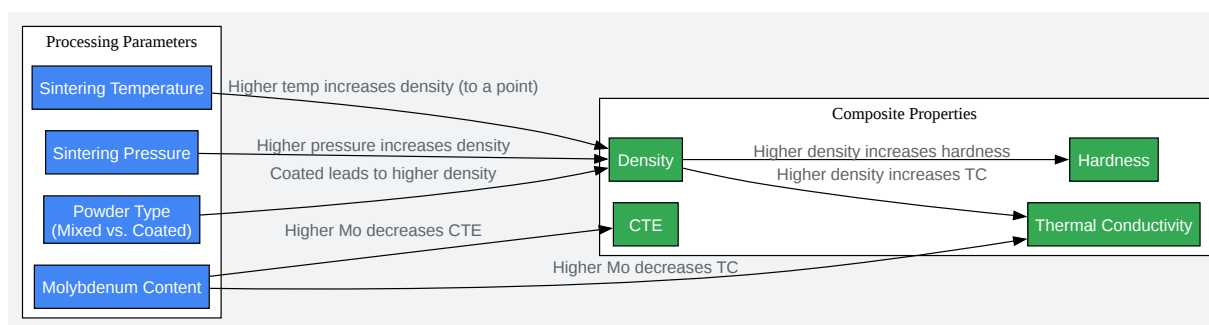 Processing Parameters
Sintering Temperature
Higher temp increases density (to a point)
Composite Properties
Sintering Pressure
Higher pressure increases density
Density
Higher density increases hardness
Hardness
Coated leads to higher density
Higher density increases TC
Powder Type
(Mixed vs. Coated)
Higher Mo decreases CTE
CTE
Thermal Conductivity
Higher Mo decreases TC
Molybdenum Content